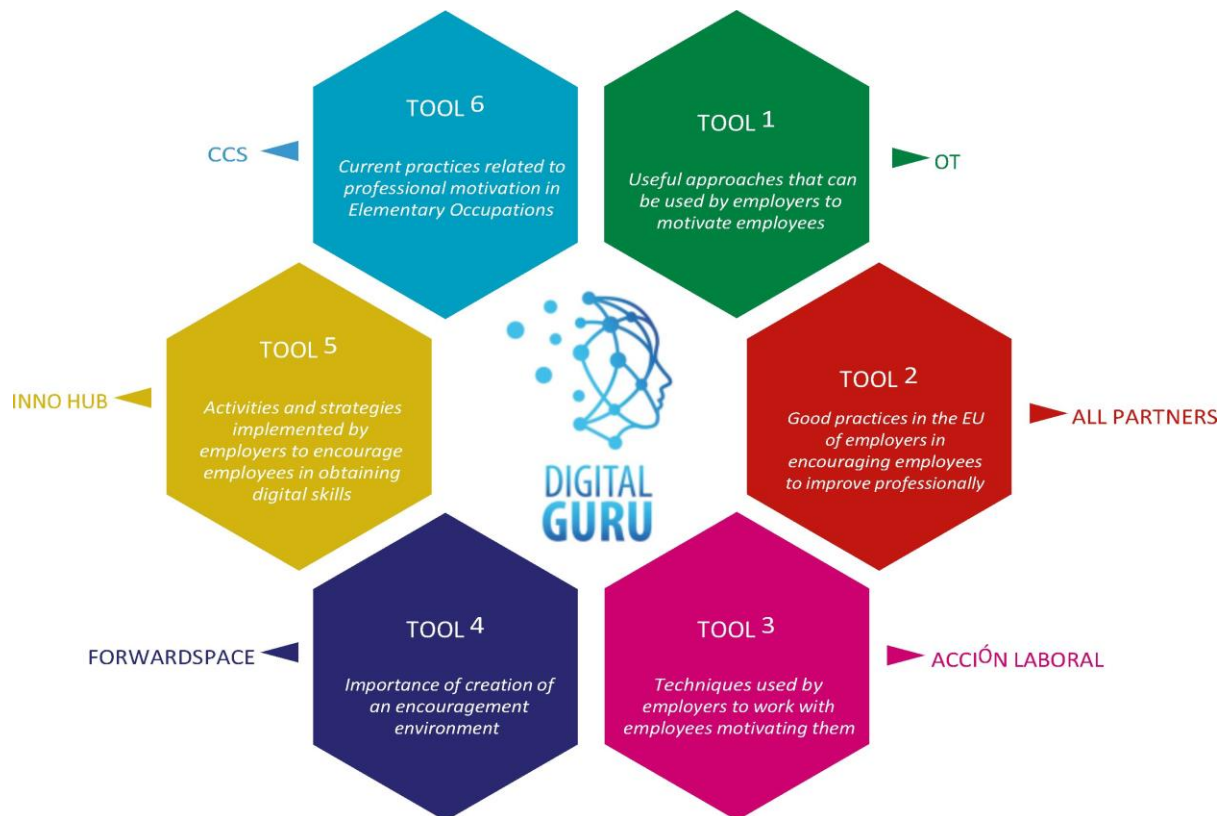 TOOL 6
Current practices related to
professional motivation in
Elementary Occupations
CCS
TOOL 1
Useful approaches that can
be used by employers to
motivate employees
OT
TOOL 5
Activities and strategies
implemented by
employers to encourage
employees in obtaining
digital skills
INNO HUB
DIGITAL
GURU
TOOL 2
Good practices in the EU
of employers in
encouraging employees
to improve professionally
ALL PARTNERS
TOOL 4
Importance of creation of
an encouragement
environment
FORWARDSPACE
TOOL 3
Techniques used by
employers to work with
employees motivating them
ACCIÓN LABORAL